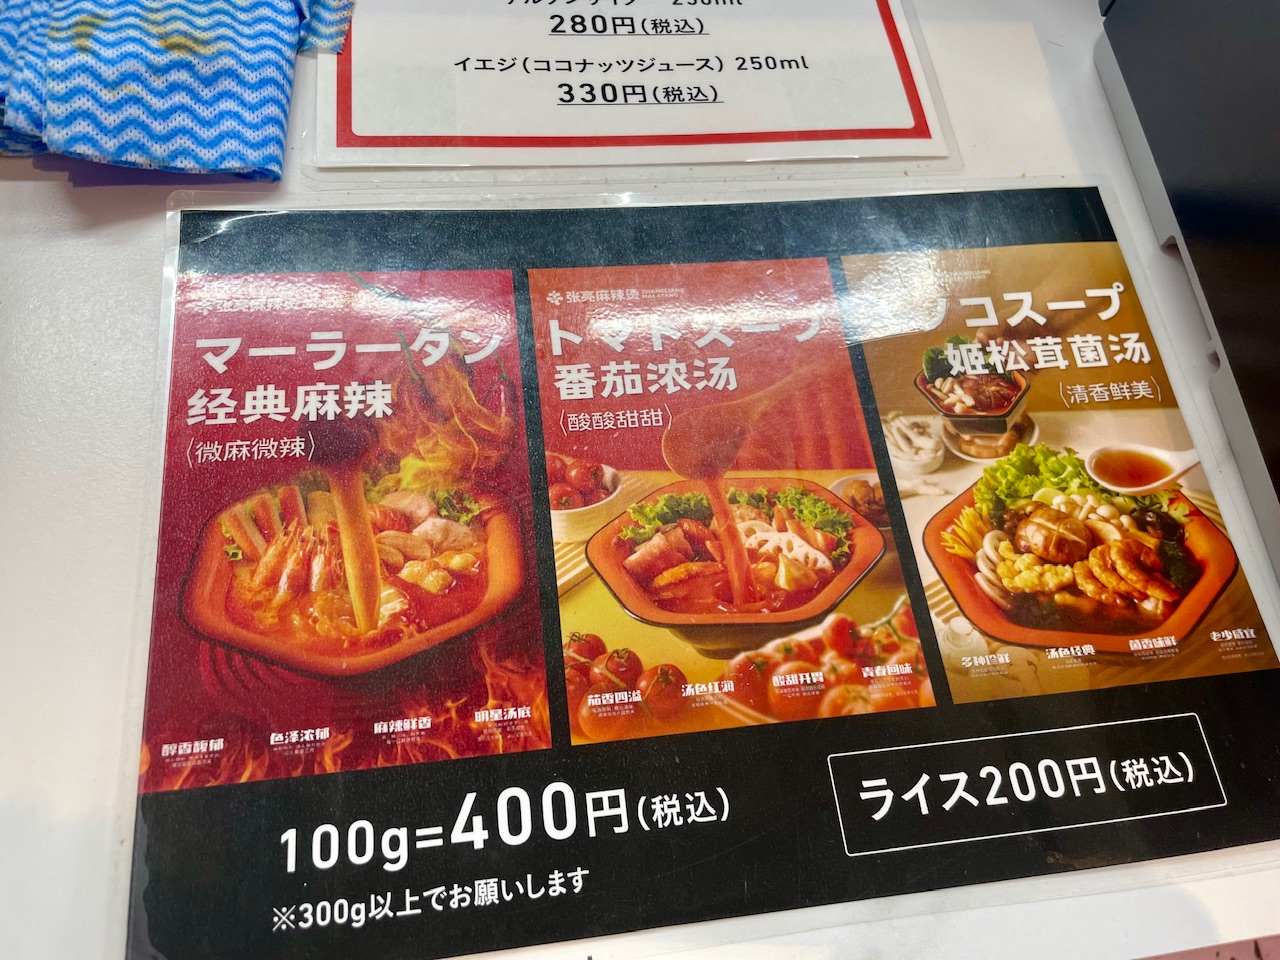 280円(税込)
イエジ(ココナッツジュース) 250ml
330円(税込)
张亮麻辣烫
マーラータン
经典麻辣
(微麻微辣)
醇香馥郁
色泽浓郁
麻辣鲜香
明星汤底
张亮麻辣烫 ZHANGLIANG MALATANG
トマトスープ
番茄浓汤
(酸酸甜甜)
茄香四溢
汤色红润
酸甜开胃
青春回味
コスープ
姬松茸菌汤
(清香鲜美)
多种珍鲜
汤色经典
菌香味鲜
老少咸宜
100g=400円(税込)
※300g以上でお願いします
ライス200円(税込)